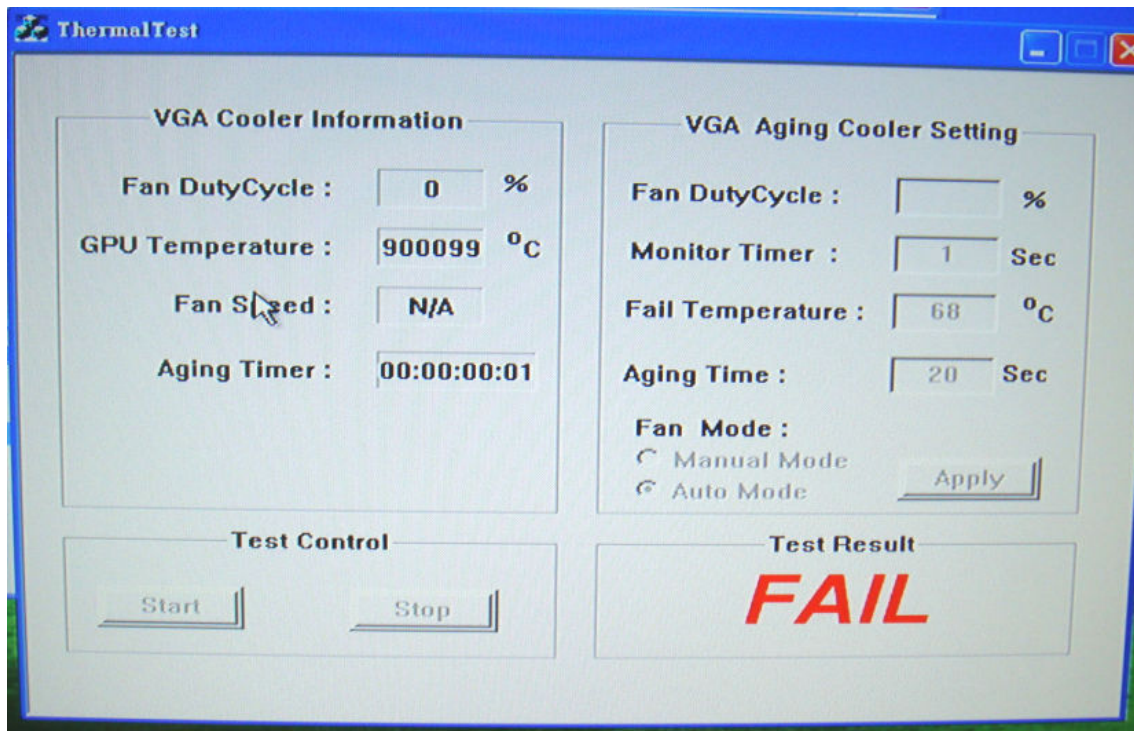 ThermalTest
VGA Cooler Information
Fan DutyCycle : 0 %
GPU Temperature : 900099 °C
Fan Speed : N/A
Aging Timer : 00:00:00:01
VGA Aging Cooler Setting
Fan DutyCycle : %
Monitor Timer : 1 Sec
Fail Temperature : 68 °C
Aging Time : 20 Sec
Fan Mode :
Manual Mode
Auto Mode
Apply
Test Control
Start Stop
Test Result
FAIL